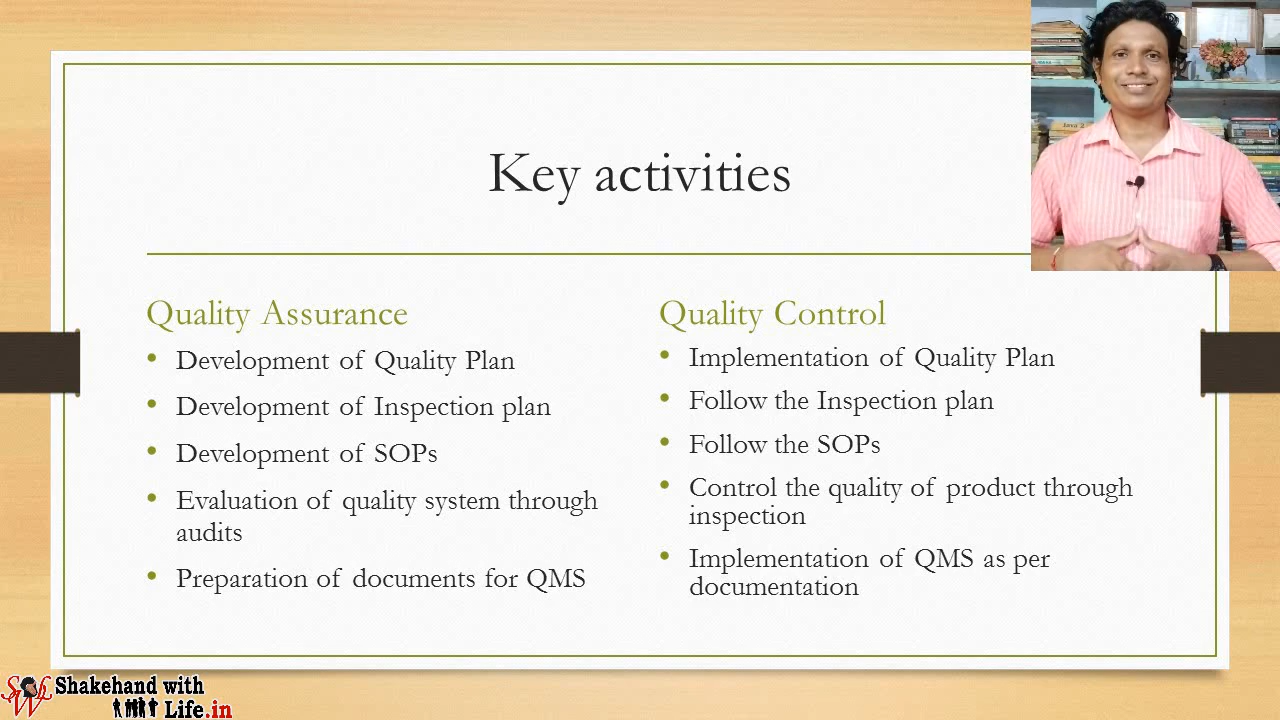 Key activities
Quality Assurance
• Development of Quality Plan
• Development of Inspection plan
• Development of SOPs
• Evaluation of quality system through
audits
• Preparation of documents for QMS
Quality Control
• Implementation of Quality Plan
• Follow the Inspection plan
• Follow the SOPs
• Control the quality of product through
inspection
• Implementation of QMS as per
documentation
Shakehand with
Life.in